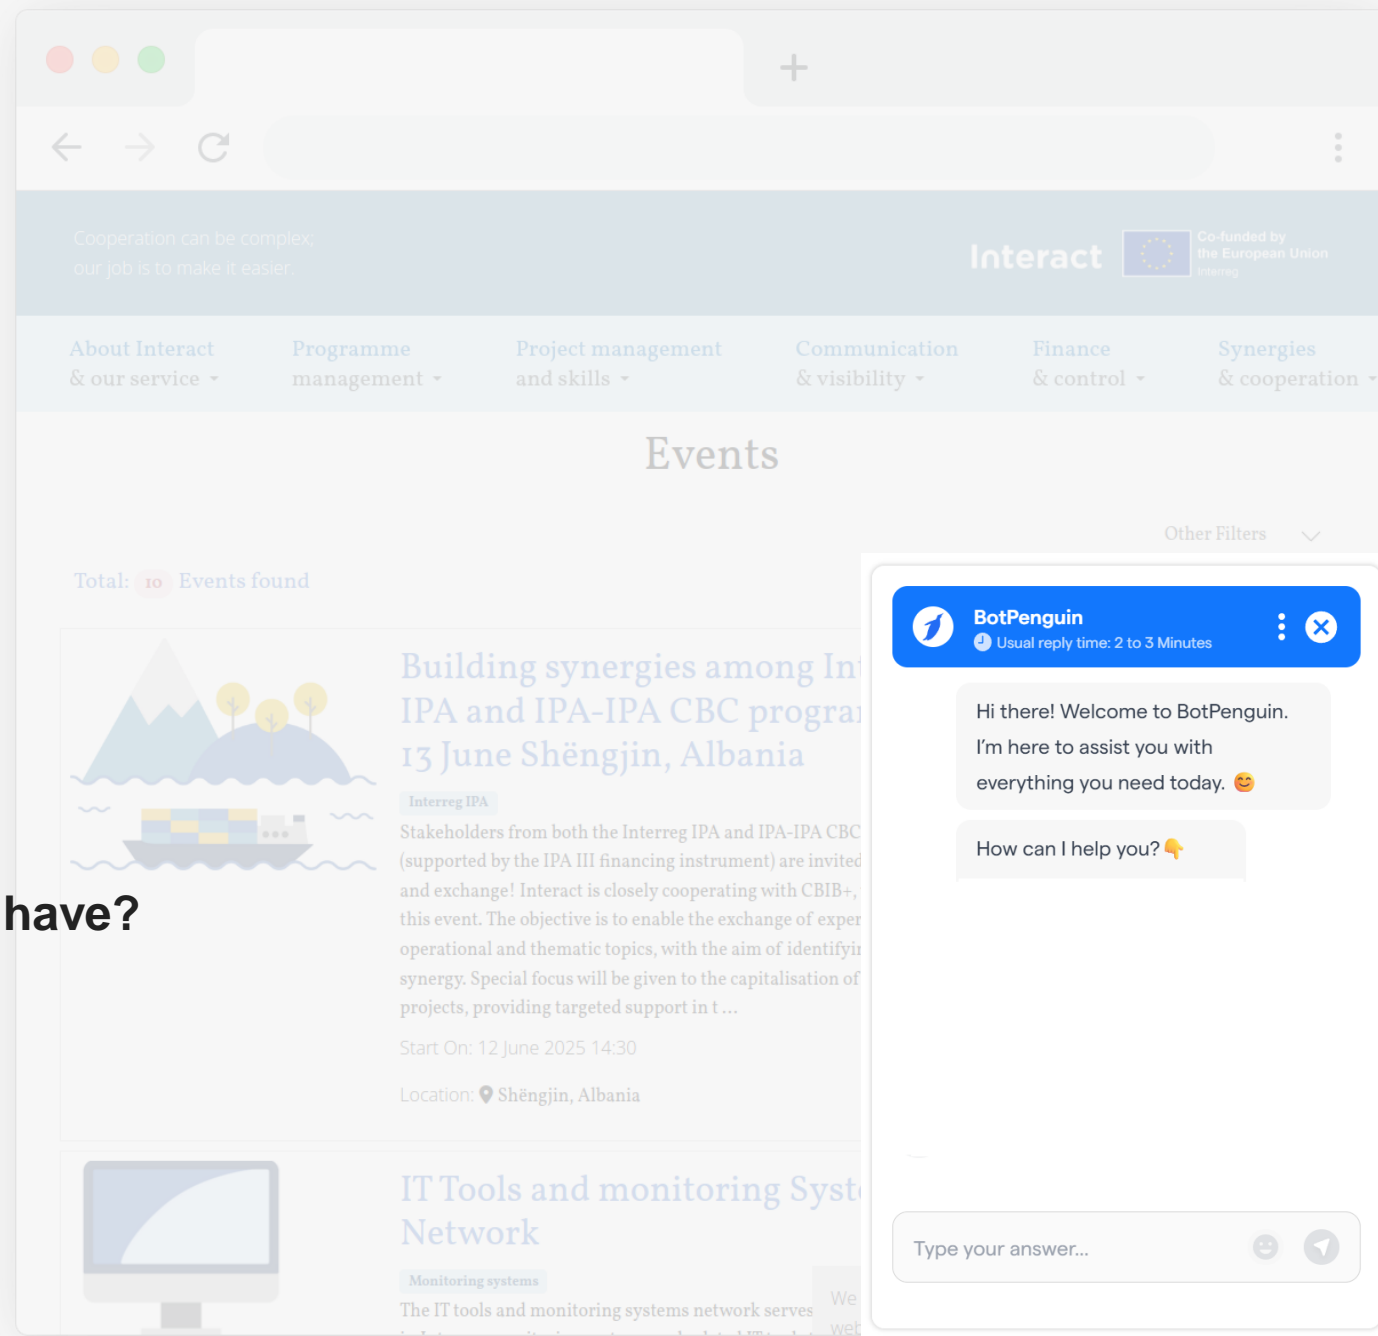 Cooperation can be complex;
our job is to make it easier.
Interact
Co-funded by
the European Union
Interreg
About Interact
& our service
Programme
management
Project management
and skills
Communication
& visibility
Finance
& control
Synergies
& cooperation
Events
Other Filters
Total: 10 Events found
Building synergies among
IPA and IPA-IPA CBC
13 June Shëngjin, Albania
Interreg IPA
Stakeholders from both the Interreg IPA and IPA-IPA CBC
(supported by the IPA III financing instrument) are invited
and exchange! Interact is closely cooperating with CBIB+,
this event. The objective is to enable the exchange of
operational and thematic topics, with the aim of
synergy. Special focus will be given to the capitalisation of
projects, providing targeted support in t ...
Start On: 12 June 2025 14:30
Location: Shëngjin, Albania
have?
IT Tools and monitoring
Network
Monitoring systems
The IT tools and monitoring systems network serves
We
BotPenguin
Usual reply time: 2 to 3 Minutes
Hi there! Welcome to BotPenguin.
I'm here to assist you with
everything you need today. 😊
How can I help you?👇
Type your answer...